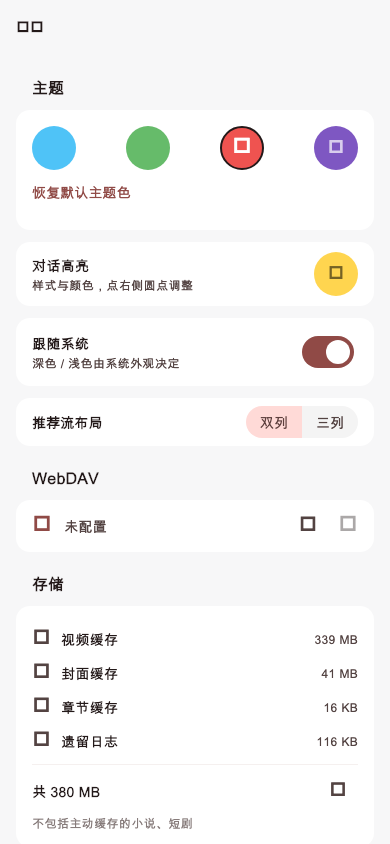 主题
恢复默认主题色
对话高亮
样式与颜色，点右侧圆点调整
跟随系统
深色 / 浅色由系统外观决定
推荐流布局
双列 三列
WebDAV
未配置
存储
视频缓存 339 MB
封面缓存 41 MB
章节缓存 16 KB
遗留日志 116 KB
共 380 MB
不包括主动缓存的小说、短剧